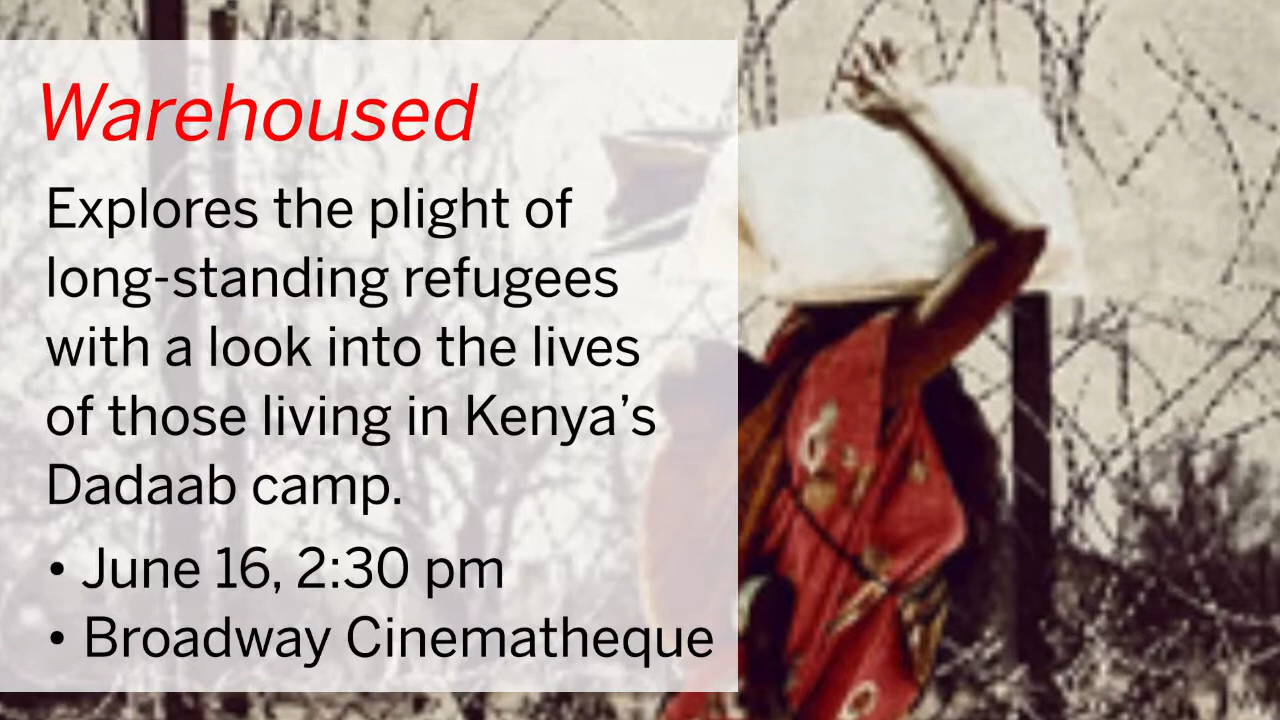 Warehoused
Explores the plight of
long-standing refugees
with a look into the lives
of those living in Kenya’s
Dadaab camp.
• June 16, 2:30 pm
• Broadway Cinematheque